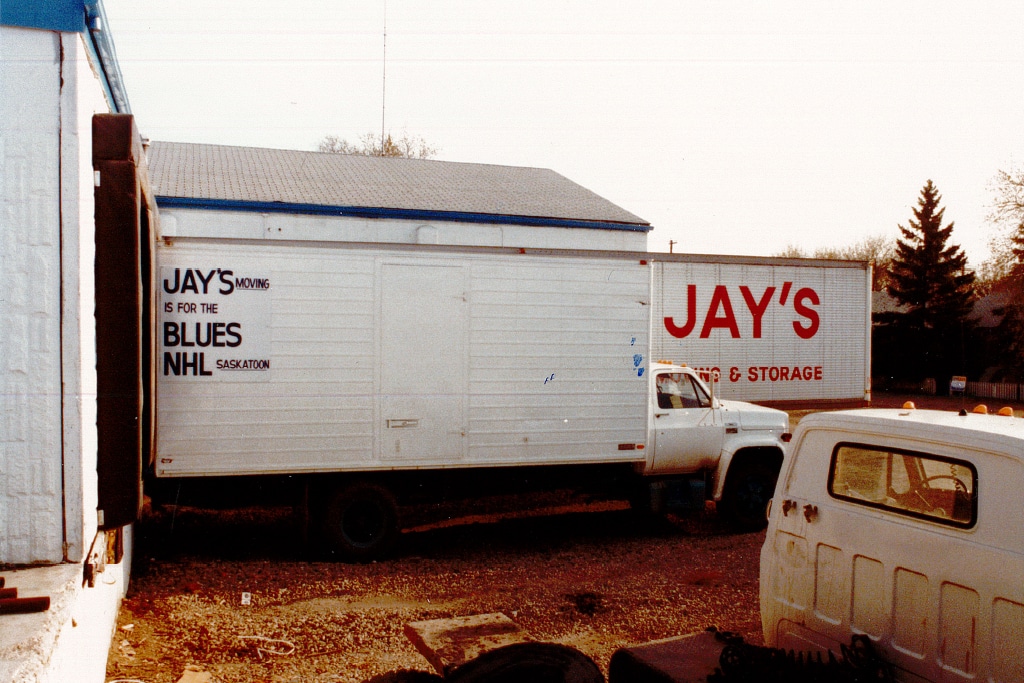 JAY'S MOVING
IS FOR THE
BLUES
NHL SASKATOON
JAY'S
& STORAGE